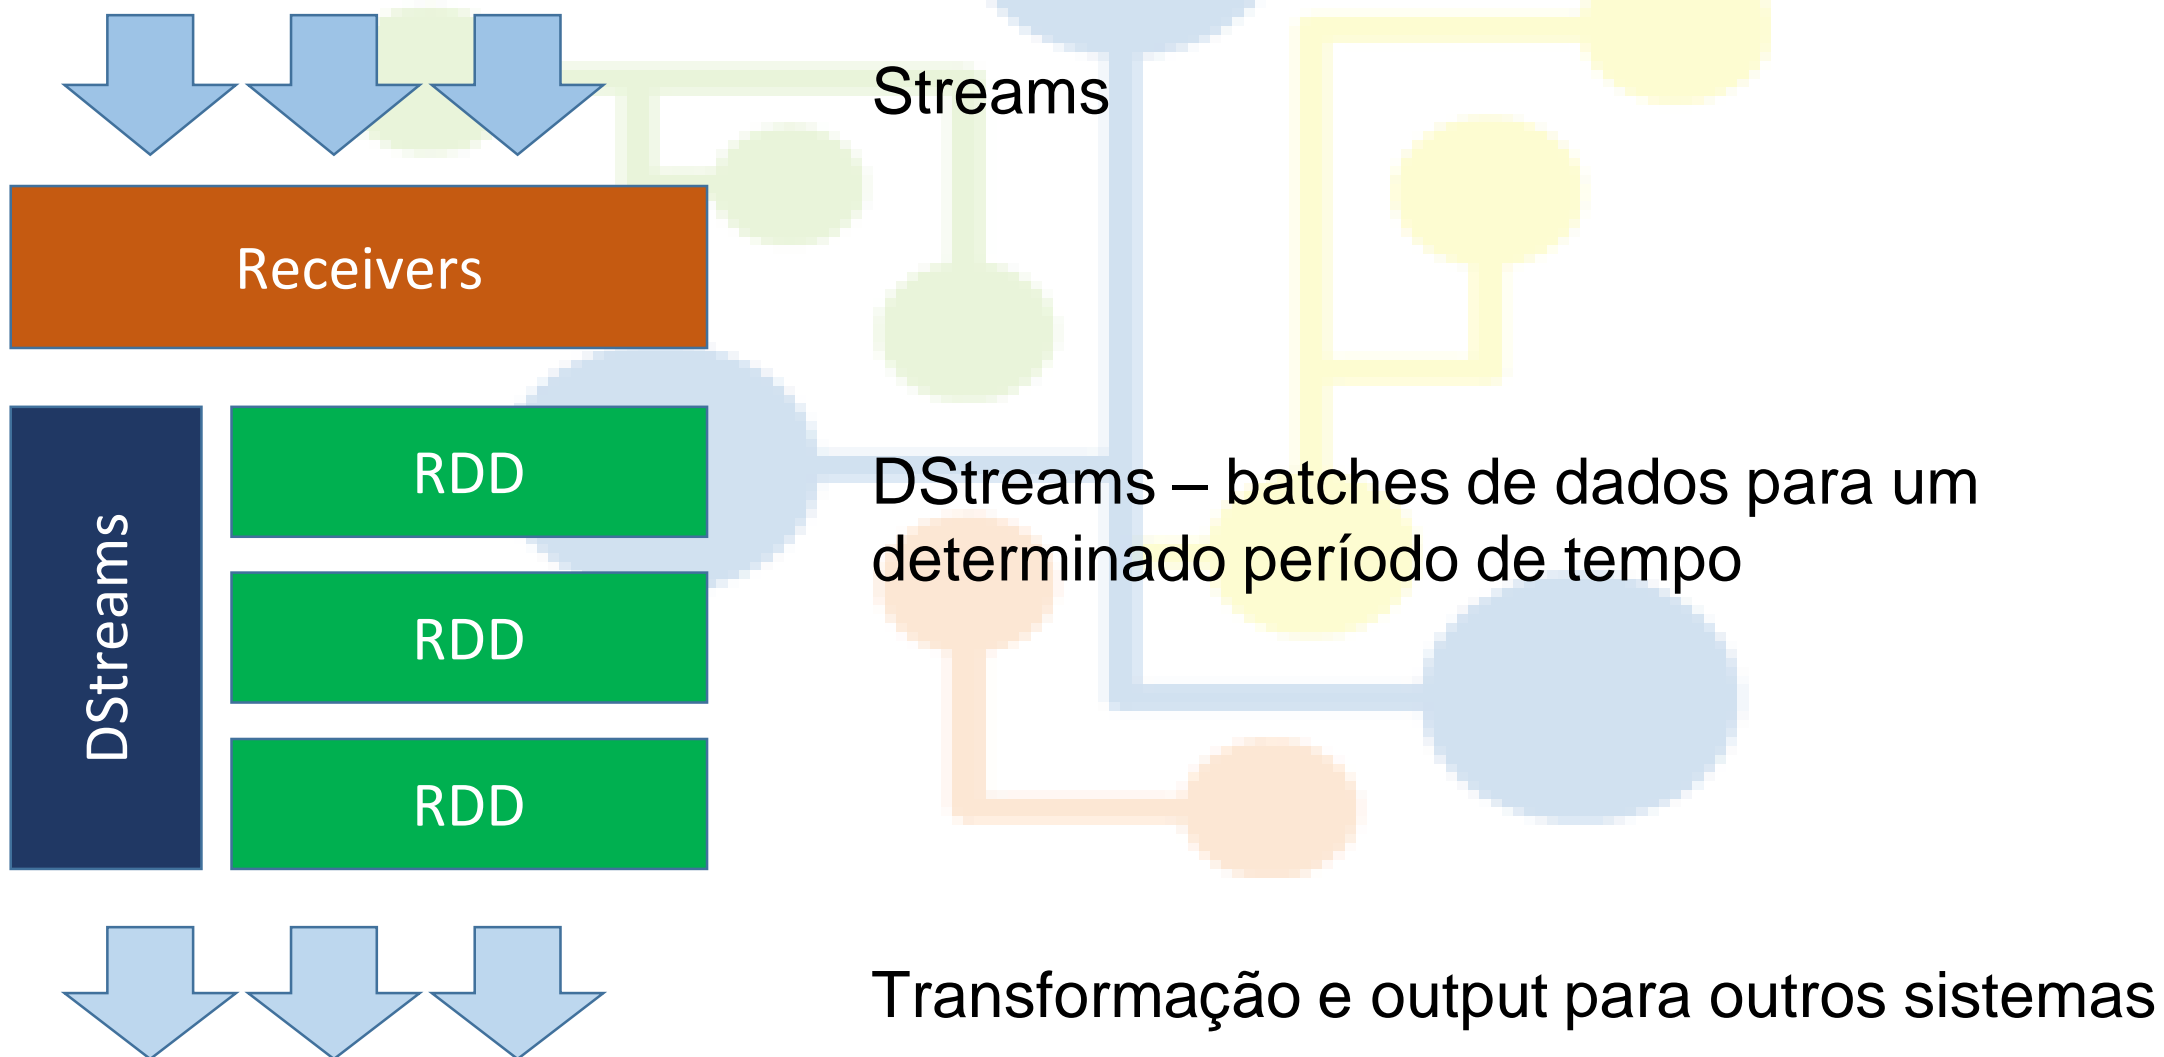 Streams
Receivers
DStreams
RDD
RDD
RDD
DStreams – batches de dados para um
determinado período de tempo
Transformação e output para outros sistemas